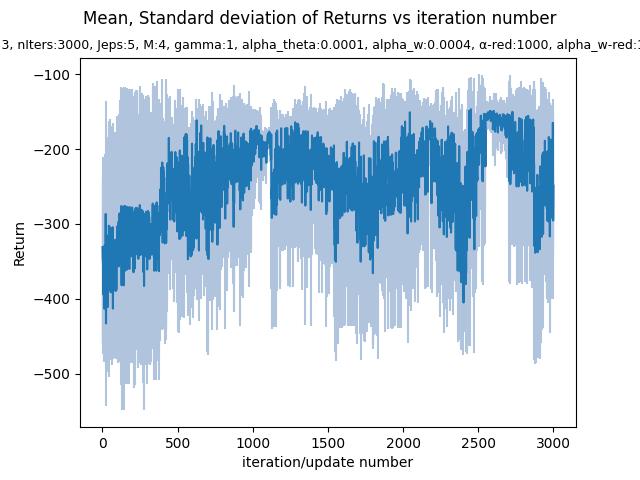 Mean, Standard deviation of Returns vs iteration number
3, nIters:3000, Jeps:5, M:4, gamma:1, alpha_theta:0.0001, alpha_w:0.0004, α-red:1000, alpha_w-red:1
−100
−200
−300
−400
−500
Return
0 500 1000 1500 2000 2500 3000
iteration/update number